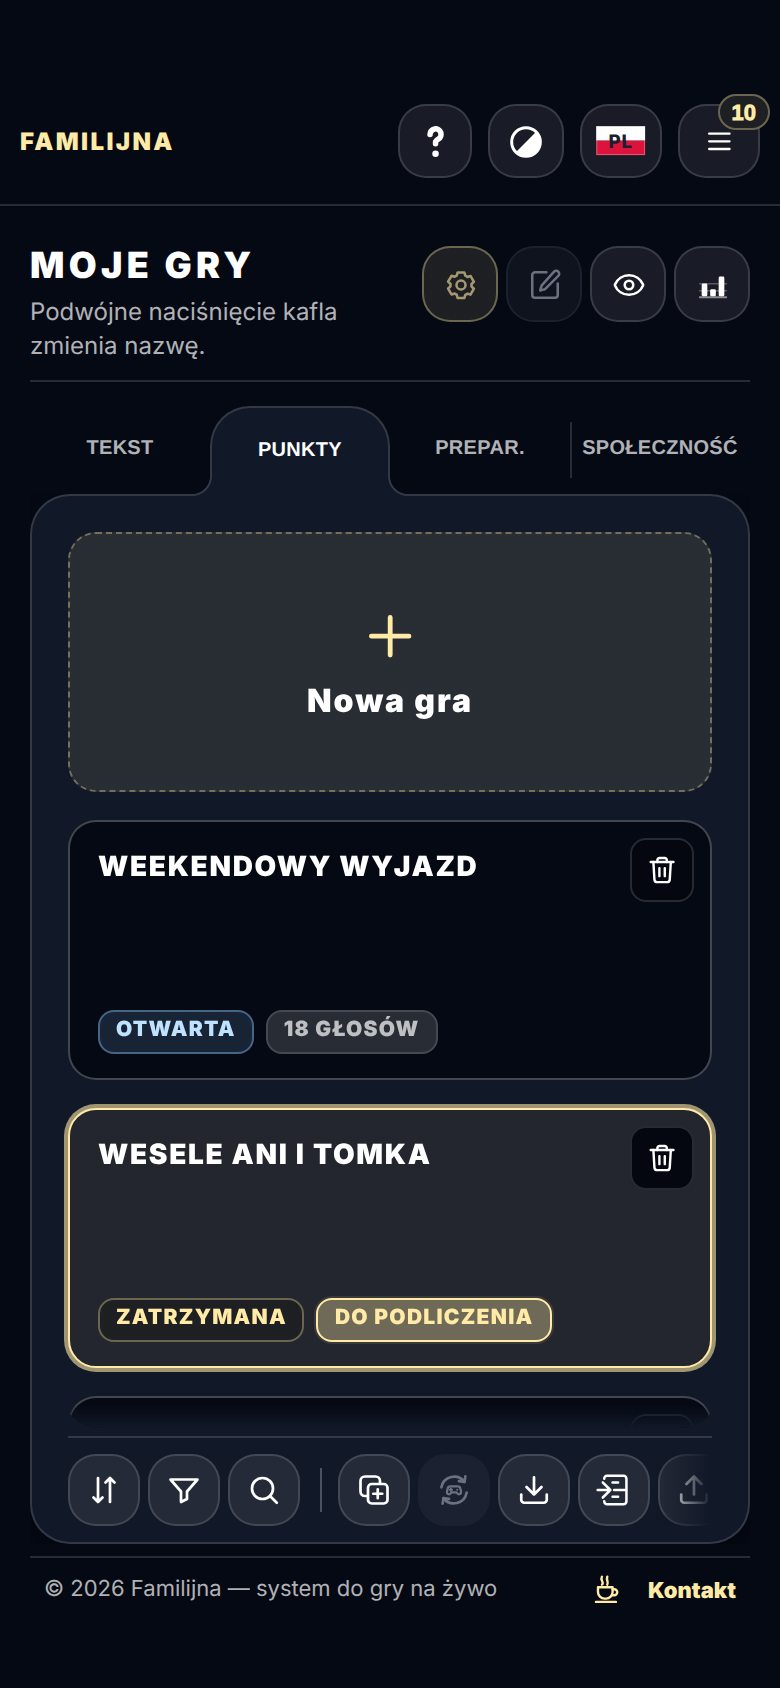 FAMILIJNA
?
PL
10
MOJE GRY
Podwójne naciśnięcie kafla
zmienia nazwę.
TEKST
PUNKTY
PREPAR.
SPOŁECZNOŚĆ
Nowa gra
WEEKENDOWY WYJAZD
OTWARTA
18 GŁOSÓW
WESELE ANI I TOMKA
ZATRZYMANA
DO PODLICZENIA
© 2026 Familijna — system do gry na żywo
Kontakt